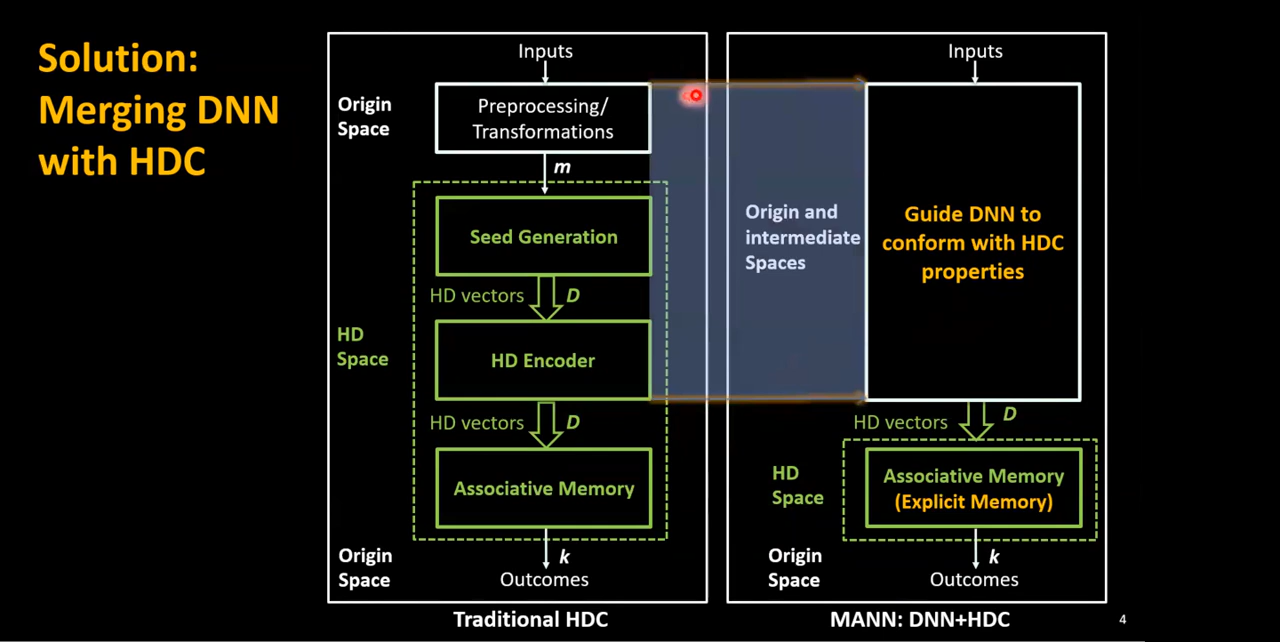 Solution:
Merging DNN
with HDC
Inputs
Origin
Space
Preprocessing/
Transformations
m
Seed Generation
HD vectors
D
HD
Space
HD Encoder
HD vectors
D
Associative Memory
Origin
Space
k
Outcomes
Traditional HDC
Inputs
Origin and
intermediate
Spaces
Guide DNN to
conform with HDC
properties
HD vectors
D
HD
Space
Associative Memory
(Explicit Memory)
Origin
Space
k
Outcomes
MANN: DNN+HDC
4